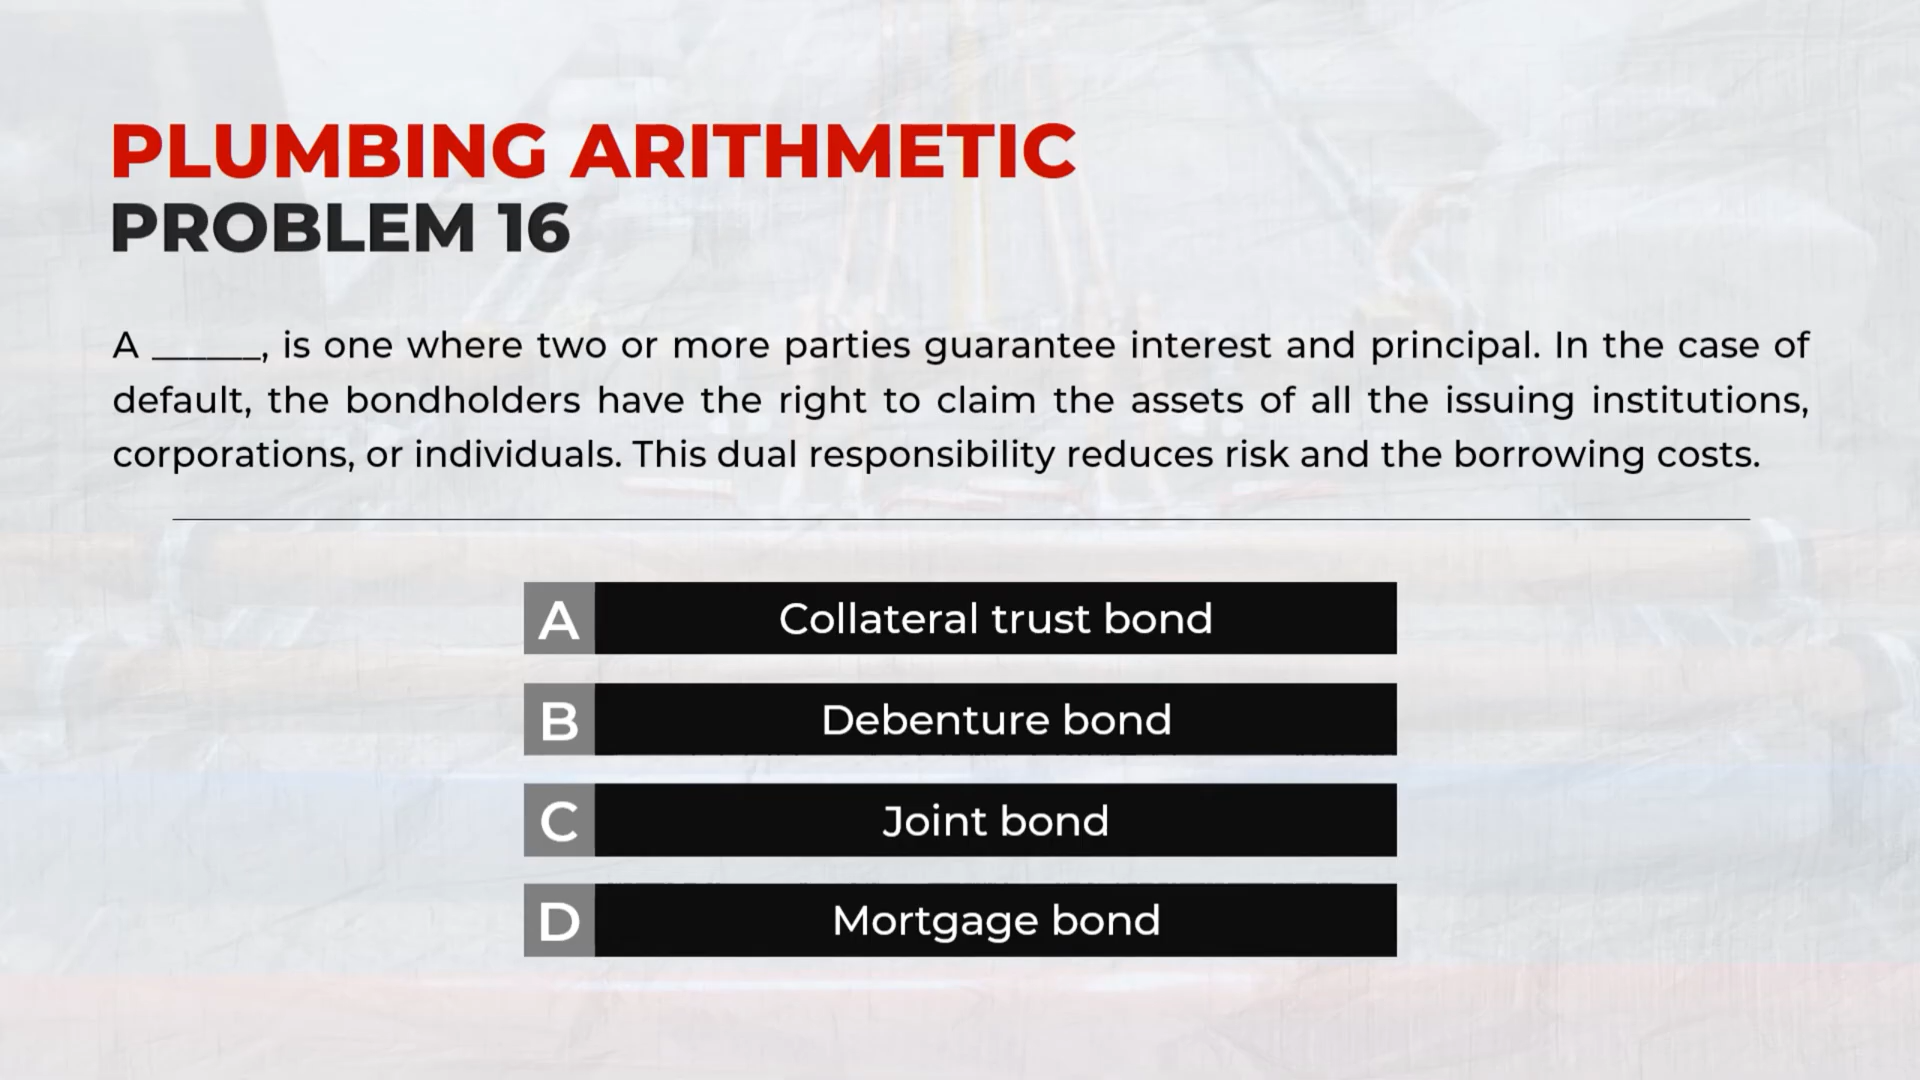 PLUMBING ARITHMETIC
PROBLEM 16
A ______, is one where two or more parties guarantee interest and principal. In the case of
default, the bondholders have the right to claim the assets of all the issuing institutions,
corporations, or individuals. This dual responsibility reduces risk and the borrowing costs.
A Collateral trust bond
B Debenture bond
C Joint bond
D Mortgage bond